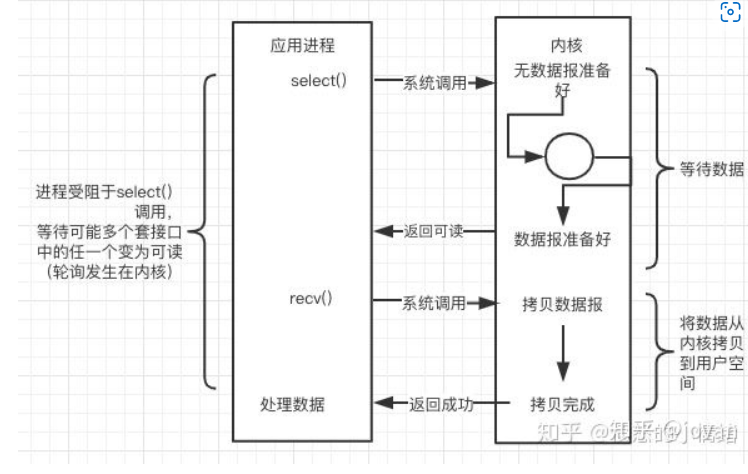 应用进程
内核
select()
系统调用
无数据报准备
好
等待数据
进程受阻于select()
调用，
等待可能多个套接口
中的任一个变为可读
（轮询发生在内核）
返回可读
数据报准备好
recv()
系统调用
拷贝数据报
将数据从
内核拷贝
到用户空
间
处理数据
返回成功
拷贝完成
知乎